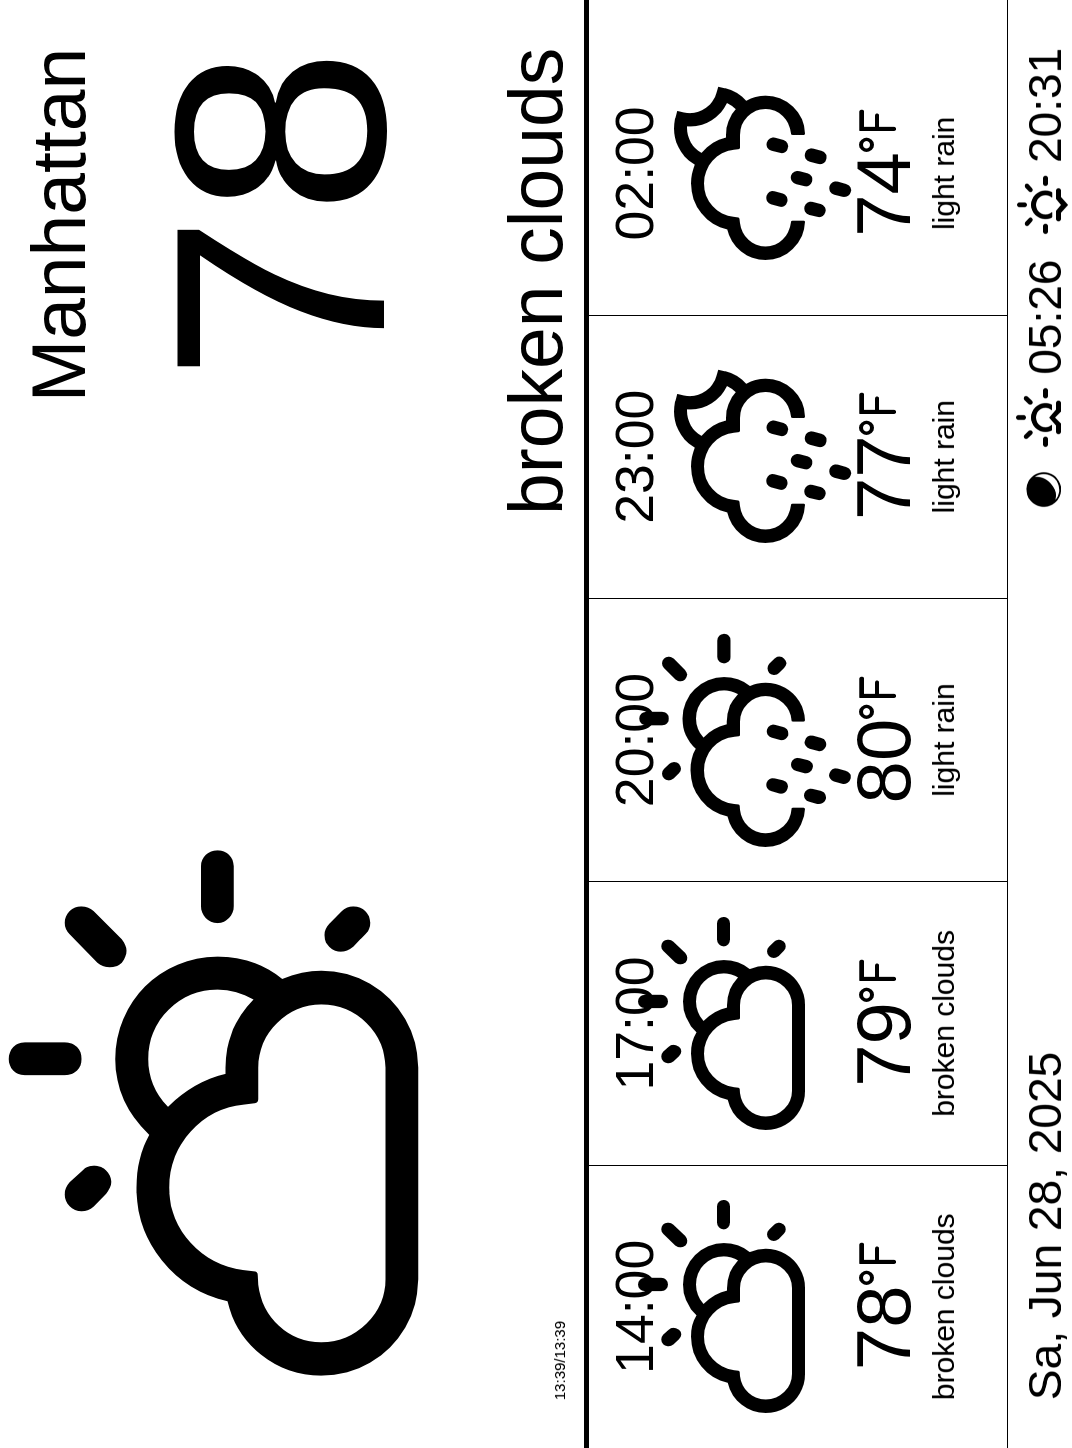 Manhattan
78
broken clouds
13:39/13:39
14:00
78°F
broken clouds
17:00
79°F
broken clouds
20:00
80°F
light rain
23:00
77°F
light rain
02:00
74°F
light rain
Sa, Jun 28, 2025
05:26
20:31